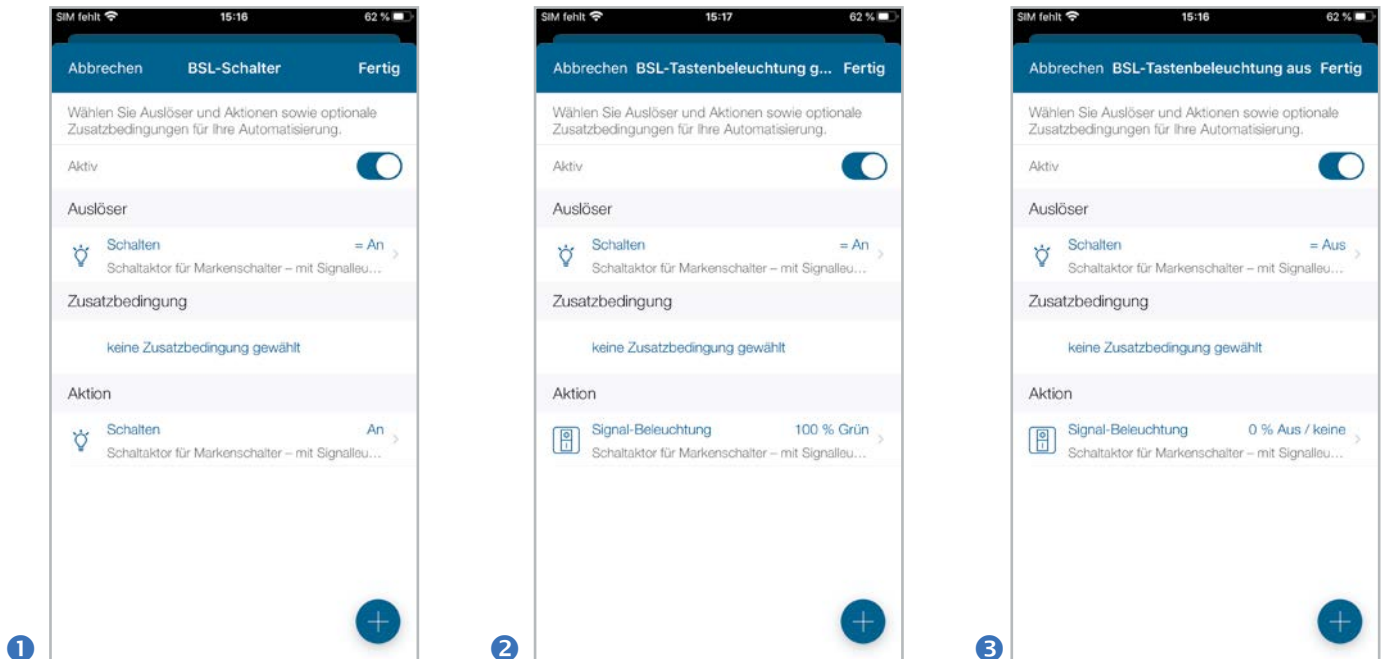 SIM fehlt 15:16 62 %
Abbrechen BSL-Schalter Fertig
Wählen Sie Auslöser und Aktionen sowie optionale
Zusatzbedingungen für Ihre Automatisierung.
Aktiv
Auslöser
Schalten = An
Schaltaktor für Markenschalter – mit Signalleu...
Zusatzbedingung
keine Zusatzbedingung gewählt
Aktion
Schalten An
Schaltaktor für Markenschalter – mit Signalleu...
1
SIM fehlt 15:17 62 %
Abbrechen BSL-Tastenbeleuchtung g... Fertig
Wählen Sie Auslöser und Aktionen sowie optionale
Zusatzbedingungen für Ihre Automatisierung.
Aktiv
Auslöser
Schalten = An
Schaltaktor für Markenschalter – mit Signalleu...
Zusatzbedingung
keine Zusatzbedingung gewählt
Aktion
Signal-Beleuchtung 100 % Grün
Schaltaktor für Markenschalter – mit Signalleu...
2
SIM fehlt 15:16 62 %
Abbrechen BSL-Tastenbeleuchtung aus Fertig
Wählen Sie Auslöser und Aktionen sowie optionale
Zusatzbedingungen für Ihre Automatisierung.
Aktiv
Auslöser
Schalten = Aus
Schaltaktor für Markenschalter – mit Signalleu...
Zusatzbedingung
keine Zusatzbedingung gewählt
Aktion
Signal-Beleuchtung 0 % Aus / keine
Schaltaktor für Markenschalter – mit Signalleu...
3